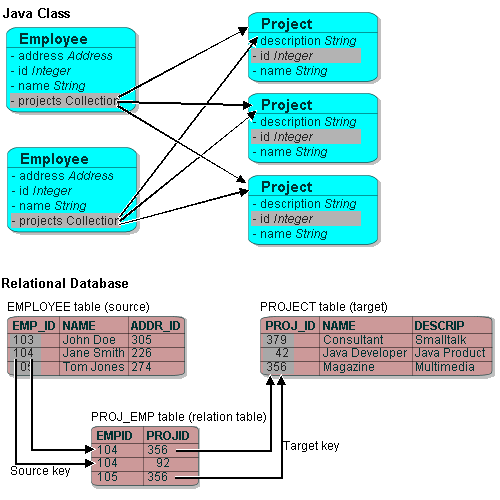 Java Class
Employee
- address Address
- id Integer
- name String
- projects Collection
Employee
- address Address
- id Integer
- name String
- projects Collection
Project
- description String
- id Integer
- name String
Project
- description String
- id Integer
- name String
Project
- description String
- id Integer
- name String
Relational Database
EMPLOYEE table (source)
EMP_ID NAME ADDR_ID
103 John Doe 305
104 Jane Smith 226
105 Tom Jones 274
PROJECT table (target)
PROJ_ID NAME DESCRIP
379 Consultant Smalltalk
42 Java Developer Java Product
356 Magazine Multimedia
PROJ_EMP table (relation table)
EMPID PROJID
104 356
104 92
105 356
Source key
Target key